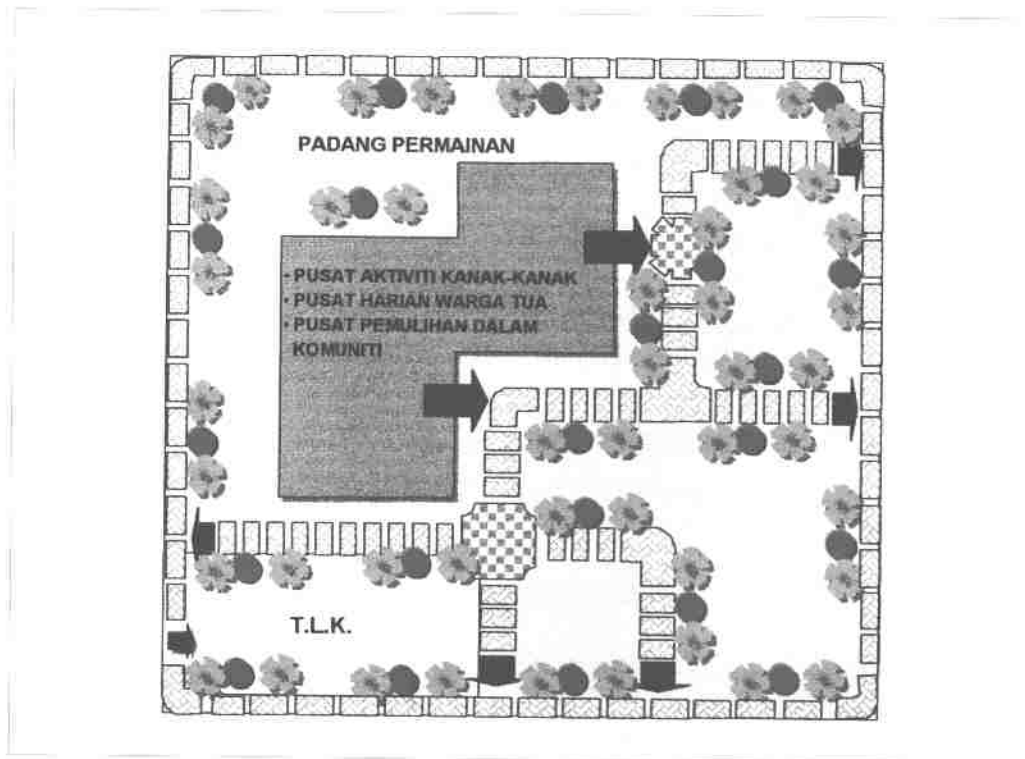 PADANG PERMAINAN
• PUSAT AKTIVITI KANAK-KANAK
• PUSAT HARIAN WARGA TUA
• PUSAT PEMULIHAN DALAM
KOMUNITI
T.L.K.